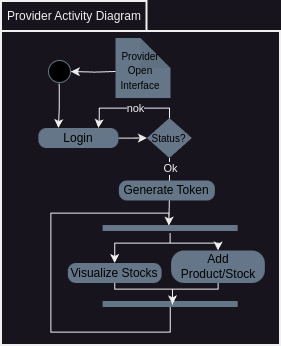 Provider Activity Diagram
Provider
Open
Interface
nok
Login
Status?
Ok
Generate Token
Visualize Stocks
Add
Product/Stock